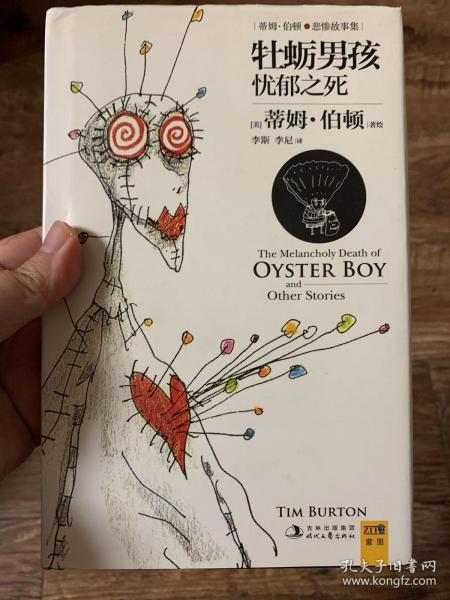 |蒂姆·伯顿·悲惨故事集|
牡蛎男孩
忧郁之死
[美]蒂姆·伯顿|著绘
李斯 李尼|译
The Melancholy Death of
OYSTER BOY
and
Other Stories
TIM BURTON
吉林出版集团
时代文艺出版社
ZITO
紫图
孔夫子旧书网
www.kongfz.com